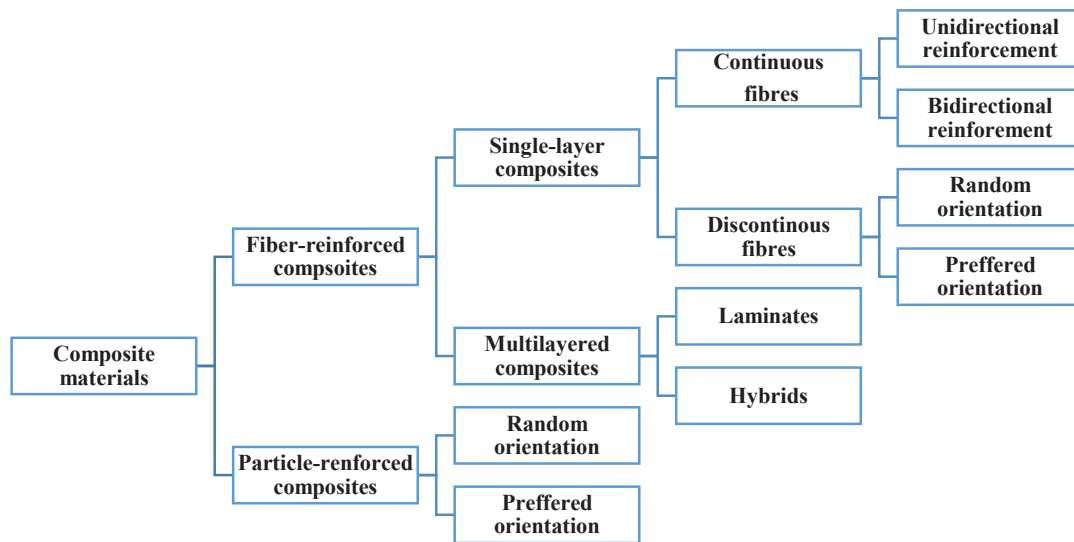 Composite
materials
Fiber-reinforced
compsoites
Particle-renforced
composites
Single-layer
composites
Multilayered
composites
Random
orientation
Preffered
orientation
Continuous
fibres
Discontinous
fibres
Laminates
Hybrids
Unidirectional
reinforcement
Bidirectional
reinforement
Random
orientation
Preffered
orientation